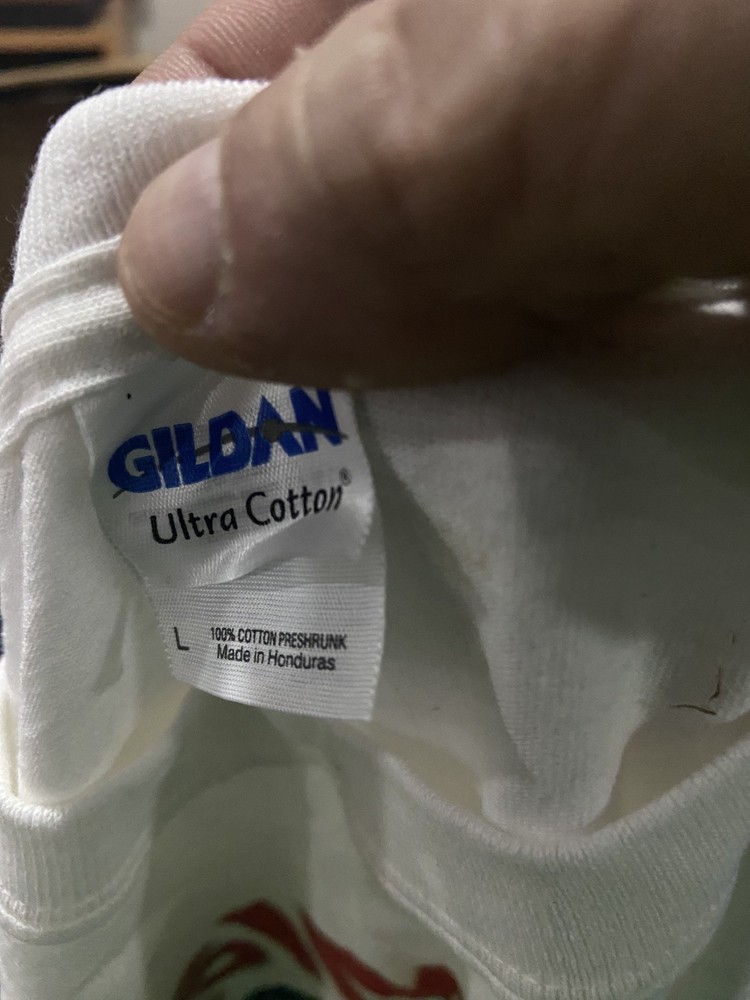 GILDAN
Ultra Cotton®
L 100% COTTON PRESHRUNK
Made in Honduras